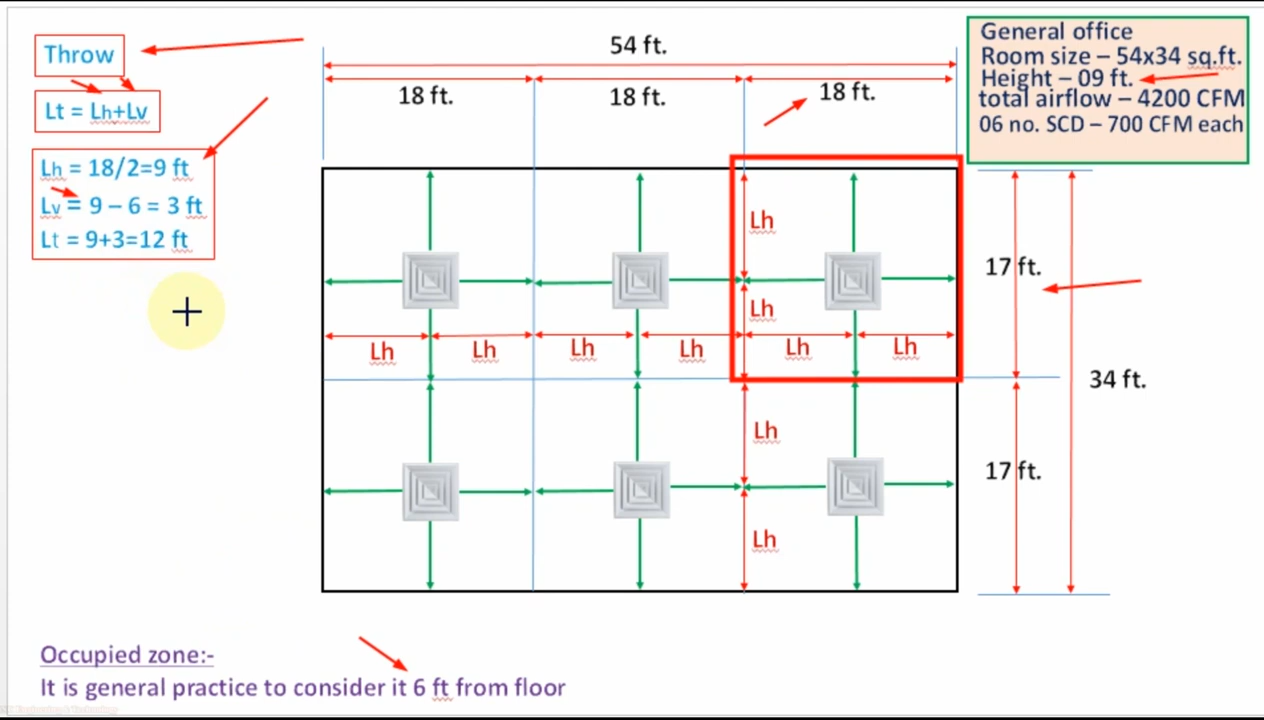 Throw
Lt = Lh+Lv
Lh = 18/2=9 ft
Lv = 9 – 6 = 3 ft
Lt = 9+3=12 ft
54 ft.
18 ft.
18 ft.
18 ft.
General office
Room size – 54x34 sq.ft.
Height – 09 ft.
total airflow – 4200 CFM
06 no. SCD – 700 CFM each
Lh
Lh
Lh
Lh
Lh
Lh
Lh
Lh
Lh
Lh
17 ft.
34 ft.
17 ft.
Occupied zone:-
It is general practice to consider it 6 ft from floor